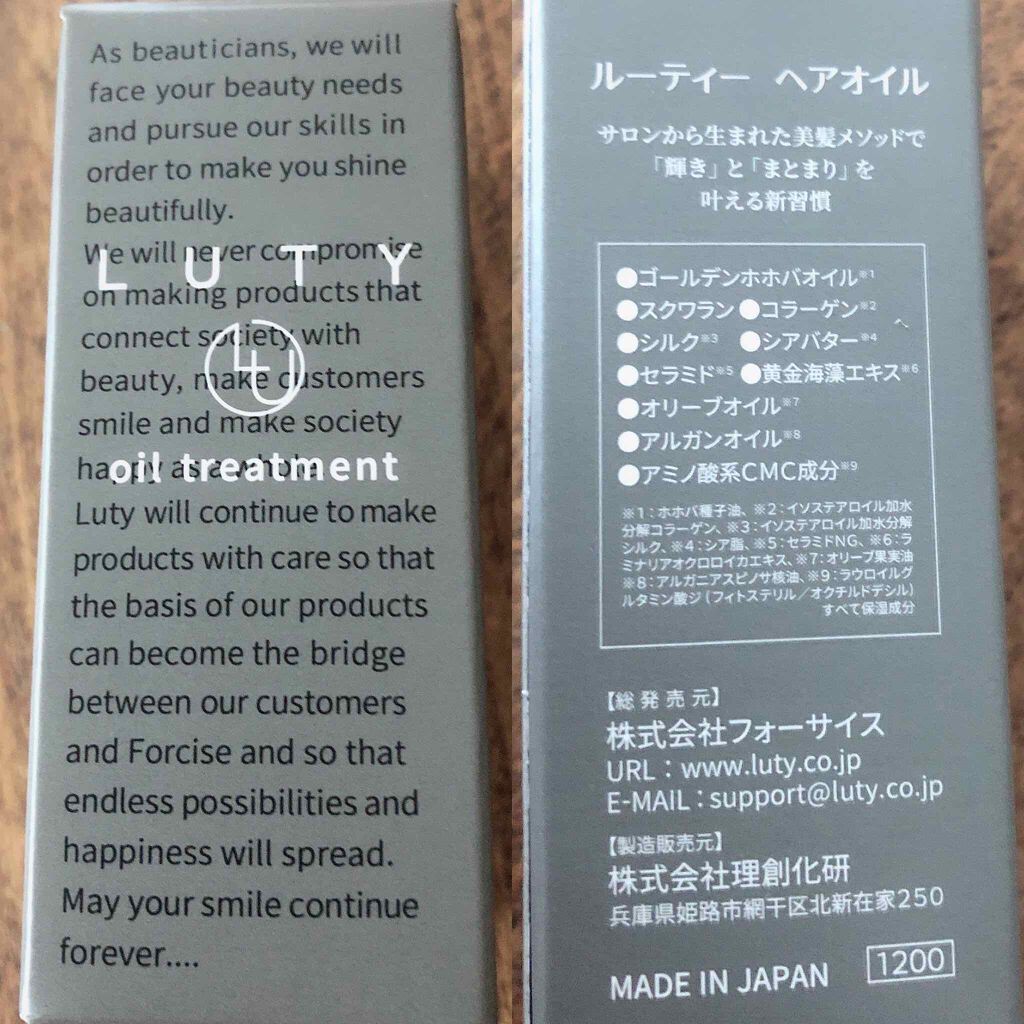 As beauticians, we will
face your beauty needs
and pursue our skills in
order to make you shine
beautifully.
We will never compromise
on making products that
connect society with
beauty, make customers
smile and make society
happy as a whole.
Luty will continue to make
products with care so that
the basis of our products
can become the bridge
between our customers
and Forcise and so that
endless possibilities and
happiness will spread.
May your smile continue
forever....
LUTY
LU
oil treatment
ルーティー ヘアオイル
サロンから生まれた美髪メソッドで
「輝き」と「まとまり」を
叶える新習慣
●ゴールデンホホバオイル※1
●スクワラン ●コラーゲン※2
●シルク※3 ●シアバター※4
●セラミド※5 ●黄金海藻エキス※6
●オリーブオイル※7
●アルガンオイル※8
●アミノ酸系CMC成分※9
※1:ホホバ種子油、※2:イソステアロイル加水
分解コラーゲン、※3:イソステアロイル加水分解
シルク、※4:シア脂、※5:セラミドNG、※6:ラ
ミナリアオクロロイカエキス、※7:オリーブ果実油
※8:アルガニアスピノサ核油、※9:ラウロイルグ
ルタミン酸ジ(フィトステリル/オクチルドデシル)
すべて保湿成分
【総発売元】
株式会社フォーサイス
URL:www.luty.co.jp
E-MAIL:support@luty.co.jp
【製造販売元】
株式会社理創化研
兵庫県姫路市網干区北新在家250
MADE IN JAPAN 1200